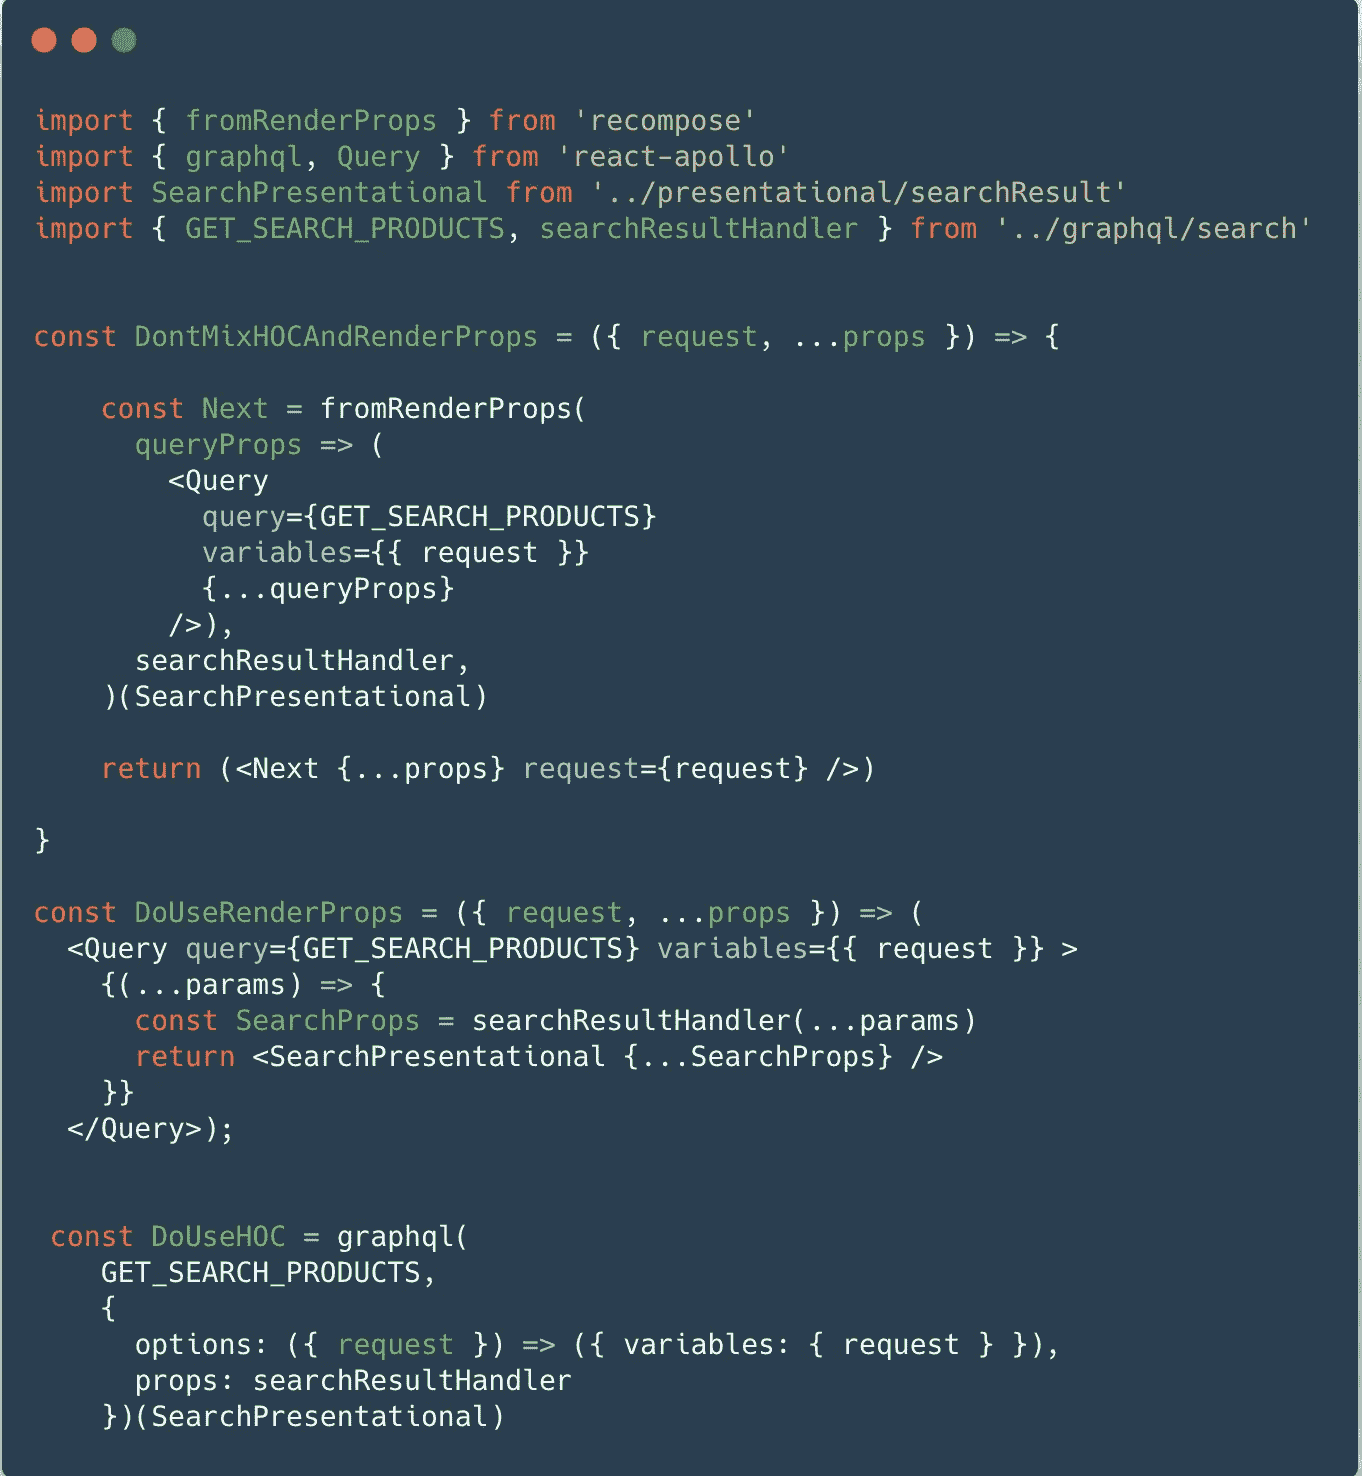 import { fromRenderProps } from 'recompose'
import { graphql, Query } from 'react-apollo'
import SearchPresentational from '../presentational/searchResult'
import { GET_SEARCH_PRODUCTS, searchResultHandler } from '../graphql/search'
const DontMixHOCAndRenderProps = ({ request, ...props }) => {
const Next = fromRenderProps(
queryProps => (
<Query
query={GET_SEARCH_PRODUCTS}
variables={{ request }}
{...queryProps}
/>),
searchResultHandler,
)(SearchPresentational)
return (<Next {...props} request={request} />)
}
const DoUseRenderProps = ({ request, ...props }) => (
<Query query={GET_SEARCH_PRODUCTS} variables={{ request }} >
{(...params) => {
const SearchProps = searchResultHandler(...params)
return <SearchPresentational {...SearchProps} />
}}
</Query>);
const DoUseHOC = graphql(
GET_SEARCH_PRODUCTS,
{
options: ({ request }) => ({ variables: { request } }),
props: searchResultHandler
})(SearchPresentational)